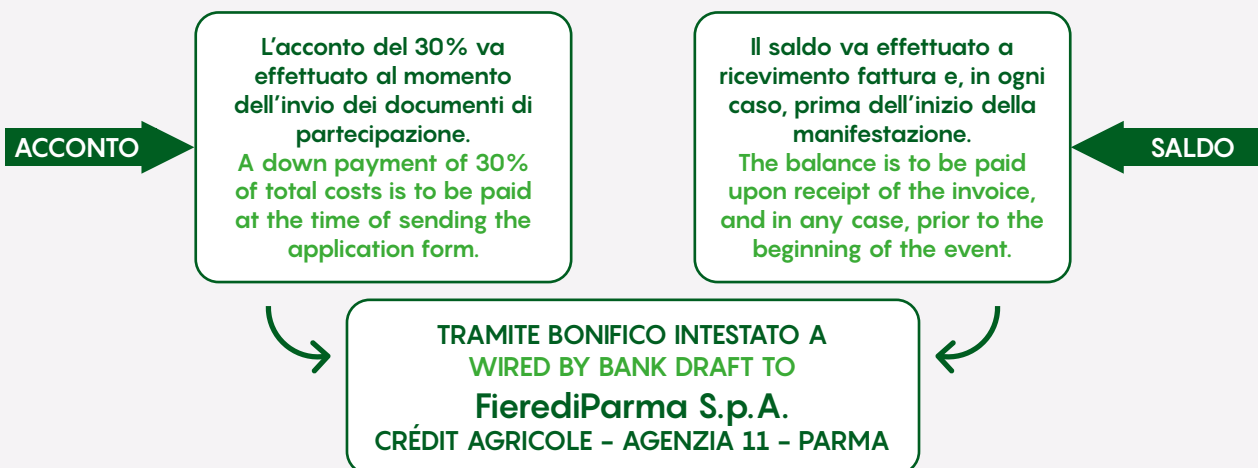 ACCONTO
L'acconto del 30% va
effettuato al momento
dell'invio dei documenti di
partecipazione.
A down payment of 30%
of total costs is to be paid
at the time of sending the
application form.
Il saldo va effettuato a
ricevimento fattura e, in ogni
caso, prima dell'inizio della
manifestazione.
The balance is to be paid
upon receipt of the invoice,
and in any case, prior to the
beginning of the event.
SALDO
TRAMITE BONIFICO INTESTATO A
WIRED BY BANK DRAFT TO
FierediParma S.p.A.
CRÉDIT AGRICOLE – AGENZIA 11 – PARMA